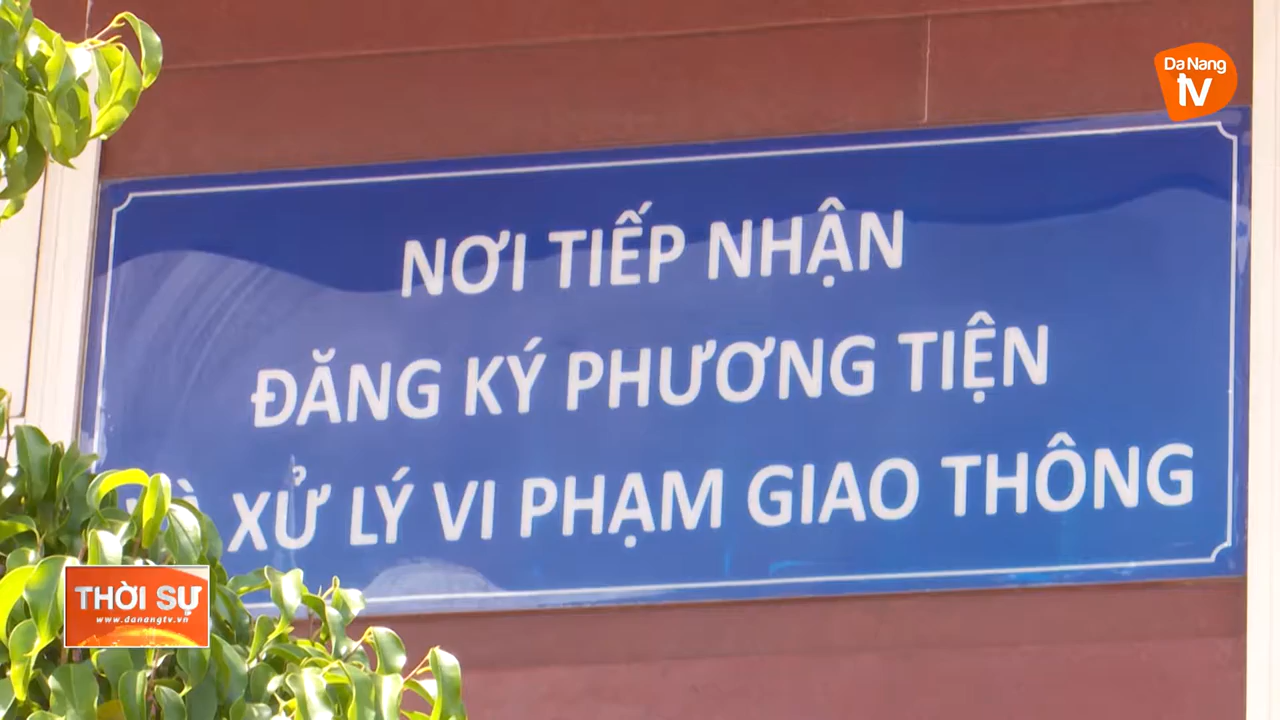 Da Nang
tv
NƠI TIẾP NHẬN
ĐĂNG KÝ PHƯƠNG TIỆN
XỬ LÝ VI PHẠM GIAO THÔNG
THỜI SỰ
www.danangtv.vn